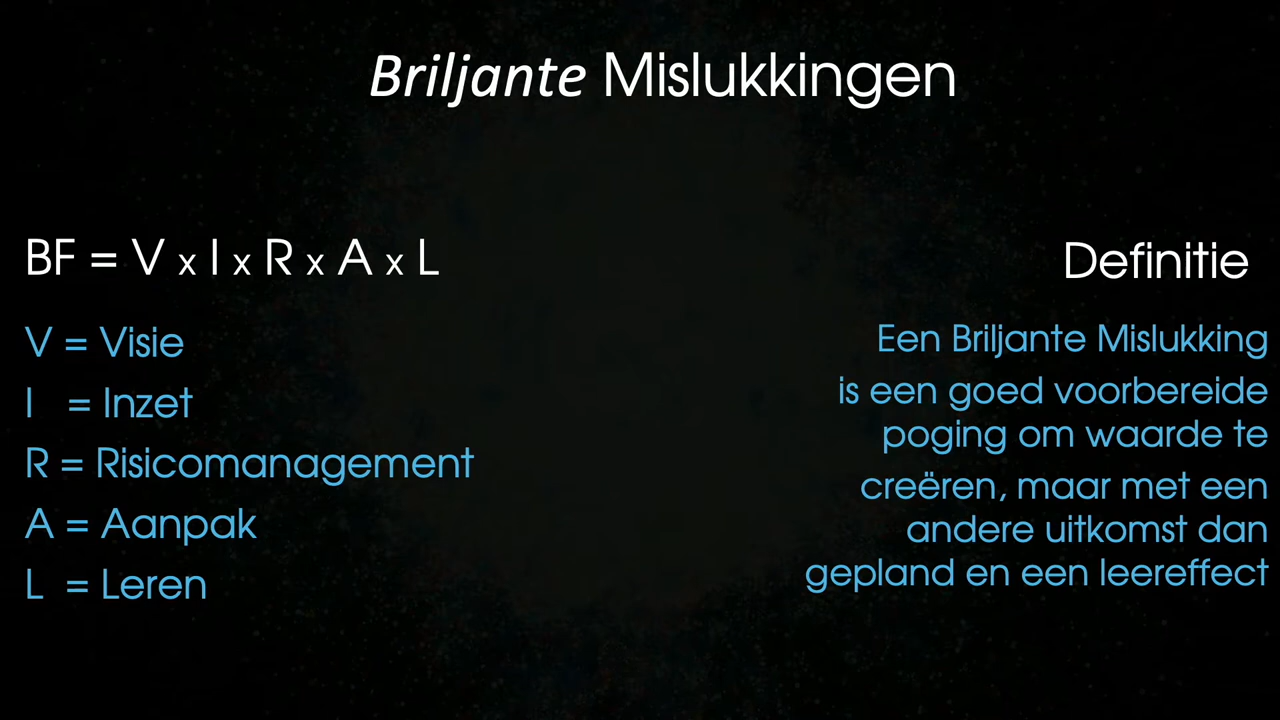 Briljante Mislukkingen
BF = V x I x R x A x L
V = Visie
I = Inzet
R = Risicomanagement
A = Aanpak
L = Leren
Definitie
Een Briljante Mislukking
is een goed voorbereide
poging om waarde te
creëren, maar met een
andere uitkomst dan
gepland en een leereffect